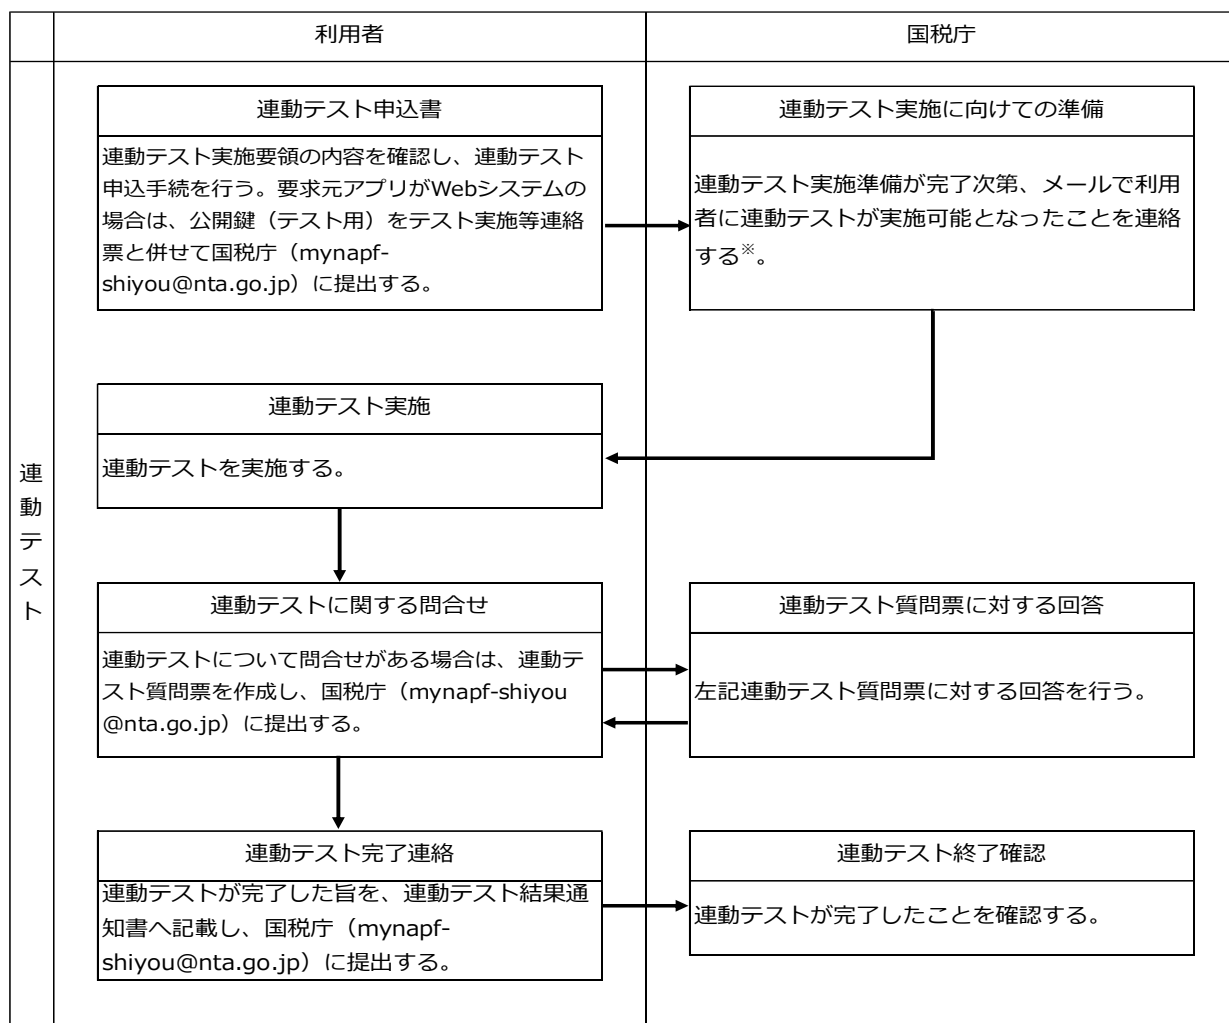 利用者
国税庁
連動テスト
連動テスト申込書
連動テスト実施要領の内容を確認し、連動テスト
申込手続を行う。要求元アプリがWebシステムの
場合は、公開鍵（テスト用）をテスト実施等連絡
票と併せて国税庁（mynapf-
shiyou@nta.go.jp）に提出する。
連動テスト実施に向けての準備
連動テスト実施準備が完了次第、メールで利用
者に連動テストが実施可能となったことを連絡
する※。
連動テスト実施
連動テストを実施する。
連動テストに関する問合せ
連動テストについて問合せがある場合は、連動テ
スト質問票を作成し、国税庁（mynapf-shiyou
@nta.go.jp）に提出する。
連動テスト質問票に対する回答
左記連動テスト質問票に対する回答を行う。
連動テスト完了連絡
連動テストが完了した旨を、連動テスト結果通
知書へ記載し、国税庁（mynapf-
shiyou@nta.go.jp）に提出する。
連動テスト終了確認
連動テストが完了したことを確認する。